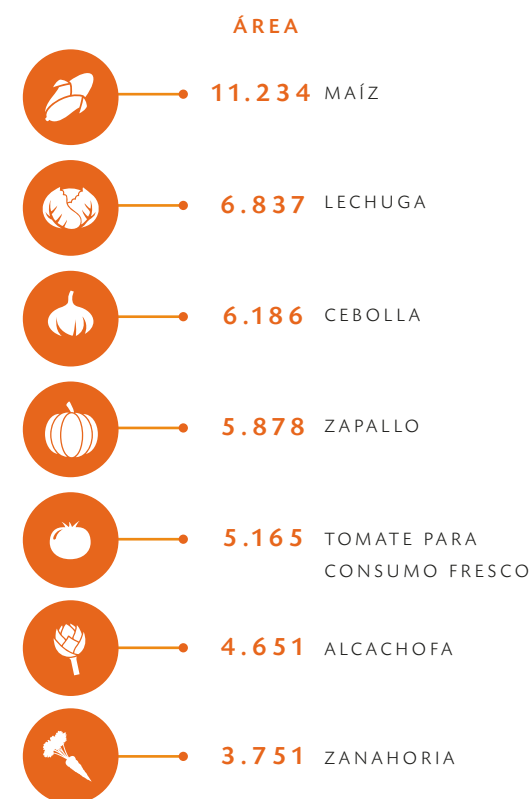 ÁREA
11.234 MAÍZ
6.837 LECHUGA
6.186 CEBOLLA
5.878 ZAPALLO
5.165 TOMATE PARA
CONSUMO FRESCO
4.651 ALCACHOFA
3.751 ZANAHORIA